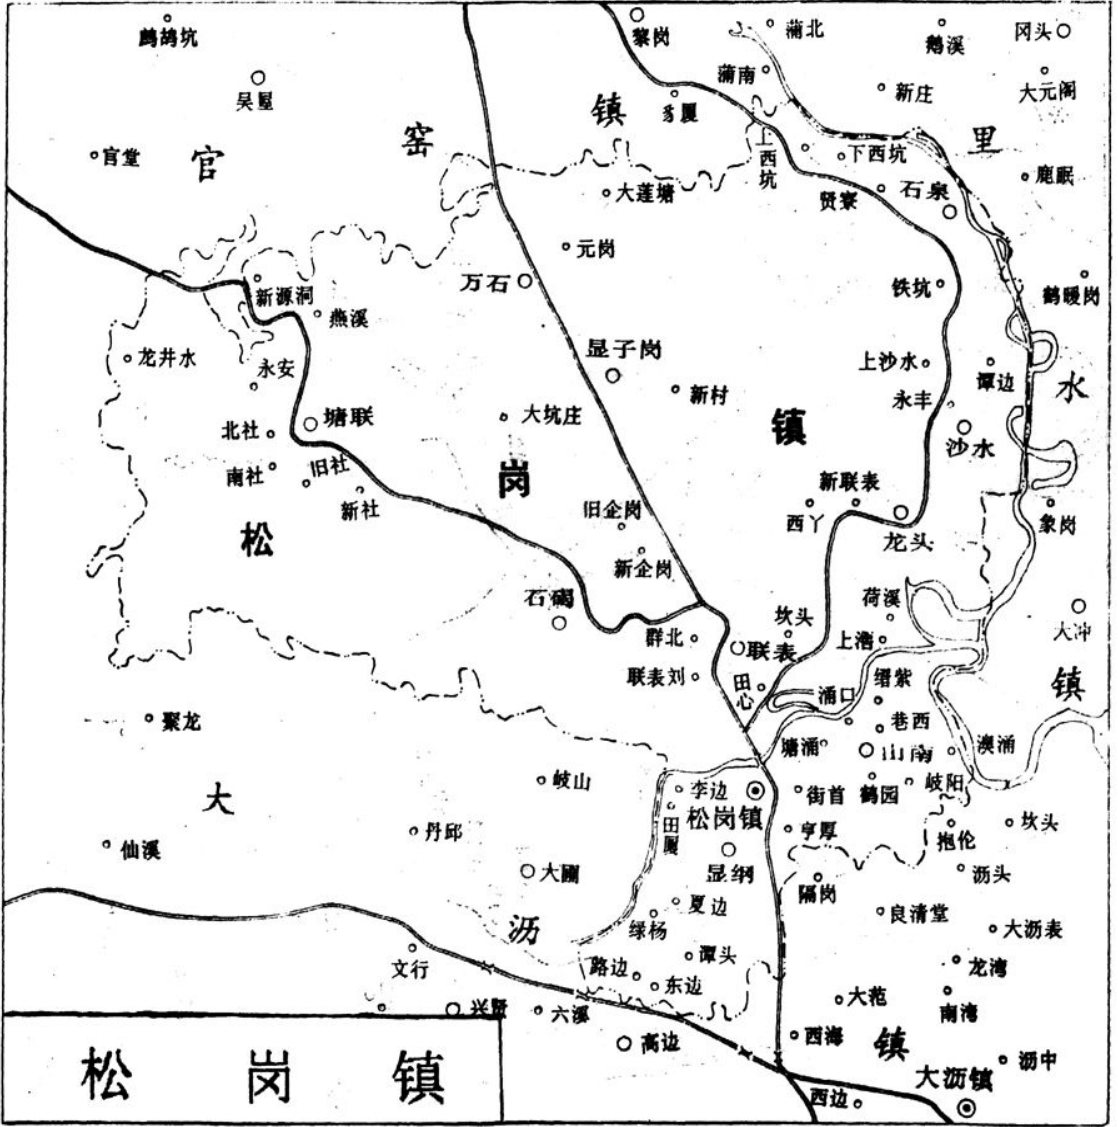 鹧鸪坑
吴屋
官堂
官
窑
镇
黎岗
蒲北
鹅溪
冈头
蒲南
新庄
大元阁
豸厦
里
上西坑
下西坑
鹿眠
大莲塘
贤寮
石泉
元岗
万石
铁坑
鹤暖岗
新源洞
燕溪
龙井水
永安
显子岗
上沙水
谭边
水
新村
永丰
塘联
大坑庄
镇
沙水
北社
南社
旧社
岗
新联表
新社
旧企岗
西丫
象岗
松
龙头
新企岗
石碣
荷溪
坎头
大冲
群北
联表
上滘
联表刘
田心
缙紫
镇
涌口
聚龙
巷西
塘涌
山南
澳涌
大
岐山
李边
街首
鹤园
岐阳
松岗镇
田厦
丹邱
亨厚
坎头
仙溪
抱伦
显纲
沥头
大圃
隔岗
夏边
良清堂
沥
绿杨
大沥表
文行
谭头
龙湾
路边
东边
大范
南湾
兴贤
六溪
高边
西海
镇
沥中
大沥镇
西边
松岗镇